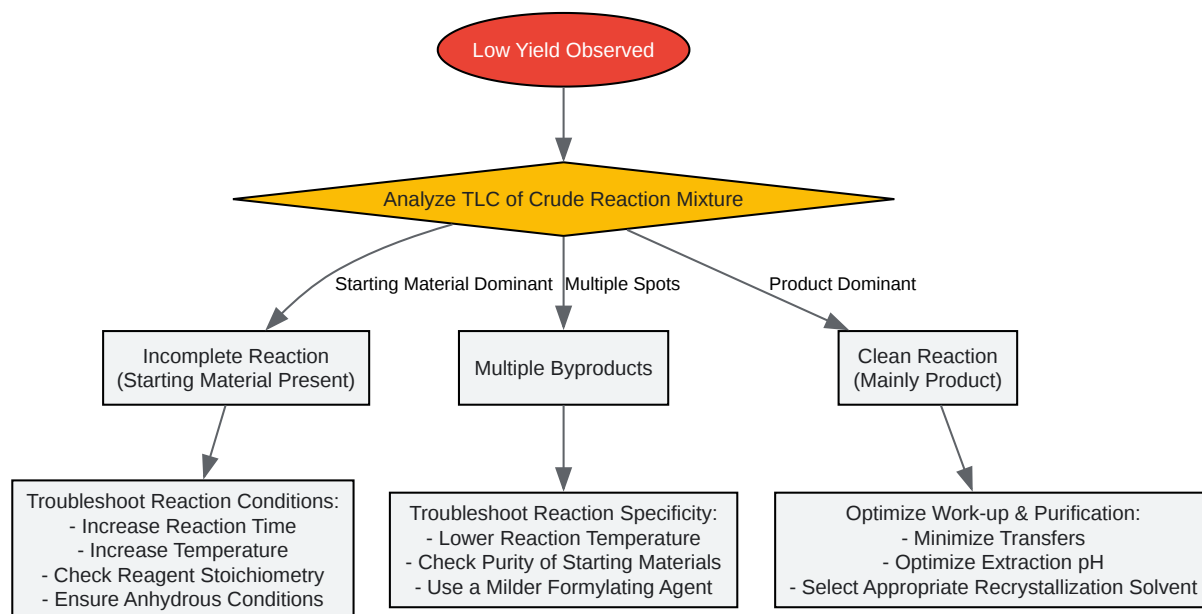 Low Yield Observed
Analyze TLC of Crude Reaction Mixture
Starting Material Dominant
Multiple Spots
Product Dominant
Incomplete Reaction
(Starting Material Present)
Multiple Byproducts
Clean Reaction
(Mainly Product)
Troubleshoot Reaction Conditions:
- Increase Reaction Time
- Increase Temperature
- Check Reagent Stoichiometry
- Ensure Anhydrous Conditions
Troubleshoot Reaction Specificity:
- Lower Reaction Temperature
- Check Purity of Starting Materials
- Use a Milder Formylating Agent
Optimize Work-up & Purification:
- Minimize Transfers
- Optimize Extraction pH
- Select Appropriate Recrystallization Solvent